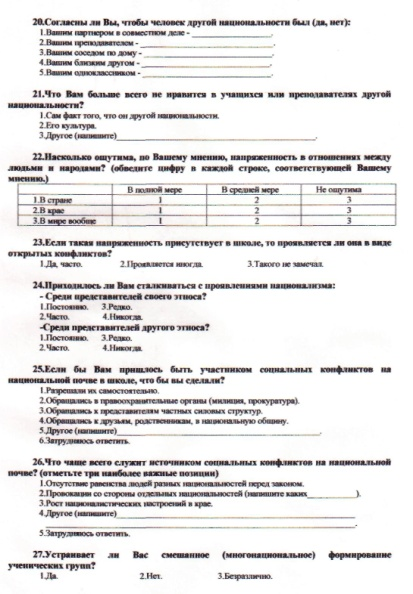 20.Согласны ли Вы, чтобы человек другой национальности был (да, нет):
1.Вашим партнером в совместном деле - ____________________.
2.Вашим преподавателем - ____________________.
3.Вашим соседом по дому - ____________________.
4.Вашим близким другом - ____________________.
5.Вашим одноклассником - ____________________.
21.Что Вам больше всего не нравится в учащихся или преподавателях другой
национальности?
1.Сам факт того, что он другой национальности.
2.Его культура.
3.Другое (напишите)________________________________________.
22.Насколько ощутима, по Вашему мнению, напряженность в отношениях между
людьми и народами? (обведите цифру в каждой строке, соответствующей Вашему
мнению.)
В полной мере В средней мере Не ощутима
1.В стране 1 2 3
2.В крае 1 2 3
3.В мире вообще 1 2 3
23.Если такая напряженность присутствует в школе, то проявляется ли она в виде
открытых конфликтов?
1.Да, часто. 2.Проявляется иногда. 3.Такого не замечал.
24.Приходилось ли Вам сталкиваться с проявлениями национализма:
- Среди представителей своего этноса?
1.Постоянно. 3.Редко.
2.Часто. 4.Никогда.
-Среди представителей другого этноса?
1.Постоянно. 3.Редко.
2.Часто. 4.Никогда.
25.Если бы Вам пришлось быть участником социальных конфликтов на
национальной почве в школе, что бы вы сделали?
1.Разрешали их самостоятельно.
2.Обращались в правоохранительные органы (милиция, прокуратура).
3.Обращались к представителям частных силовых структур.
4.Обращались к друзьям, родственникам, в национальную общину.
5.Другое (напишите)________________________________________.
6.Затрудняюсь ответить.
26.Что чаще всего служит источником социальных конфликтов на национальной
почве? (отметьте три наиболее важные позиции)
1.Отсутствие равенства людей разных национальностей перед законом.
2.Провокации со стороны отдельных национальностей (напишите каких__________).
3.Рост националистических настроений в крае.
4.Другое (напишите)________________________________________
________________________________________.
5.Затрудняюсь ответить.
27.Устраивает ли Вас смешанное (многонациональное) формирование
ученических групп?
1.Да. 2.Нет. 3.Безразлично.